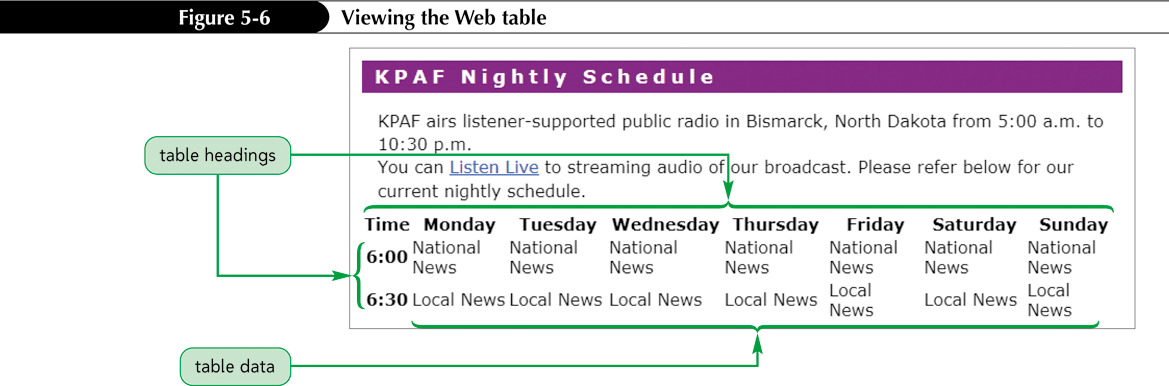 Figure 5-6 Viewing the Web table
KPAF Nightly Schedule
KPAF airs listener-supported public radio in Bismarck, North Dakota from 5:00 a.m. to
10:30 p.m.
You can Listen Live to streaming audio of our broadcast. Please refer below for our
current nightly schedule.
table headings
Time Monday Tuesday Wednesday Thursday Friday Saturday Sunday
6:00 National News National News National News National News National News National News National News
6:30 Local News Local News Local News Local News Local News Local News Local News
table data